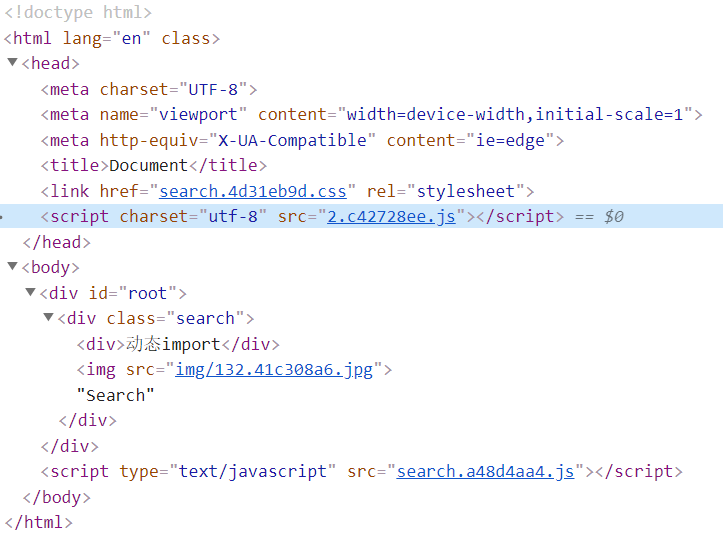 <!doctype html>
<html lang="en" class>
▼<head>
<meta charset="UTF-8">
<meta name="viewport" content="width=device-width,initial-scale=1">
<meta http-equiv="X-UA-Compatible" content="ie=edge">
<title>Document</title>
<link href="search.4d31eb9d.css" rel="stylesheet">
<script charset="utf-8" src="2.c42728ee.js"></script> == $0
</head>
▼<body>
▼<div id="root">
▼<div class="search">
<div>动态import</div>
<img src="img/132.41c308a6.jpg">
"Search"
</div>
</div>
<script type="text/javascript" src="search.a48d4aa4.js"></script>
</body>
</html>